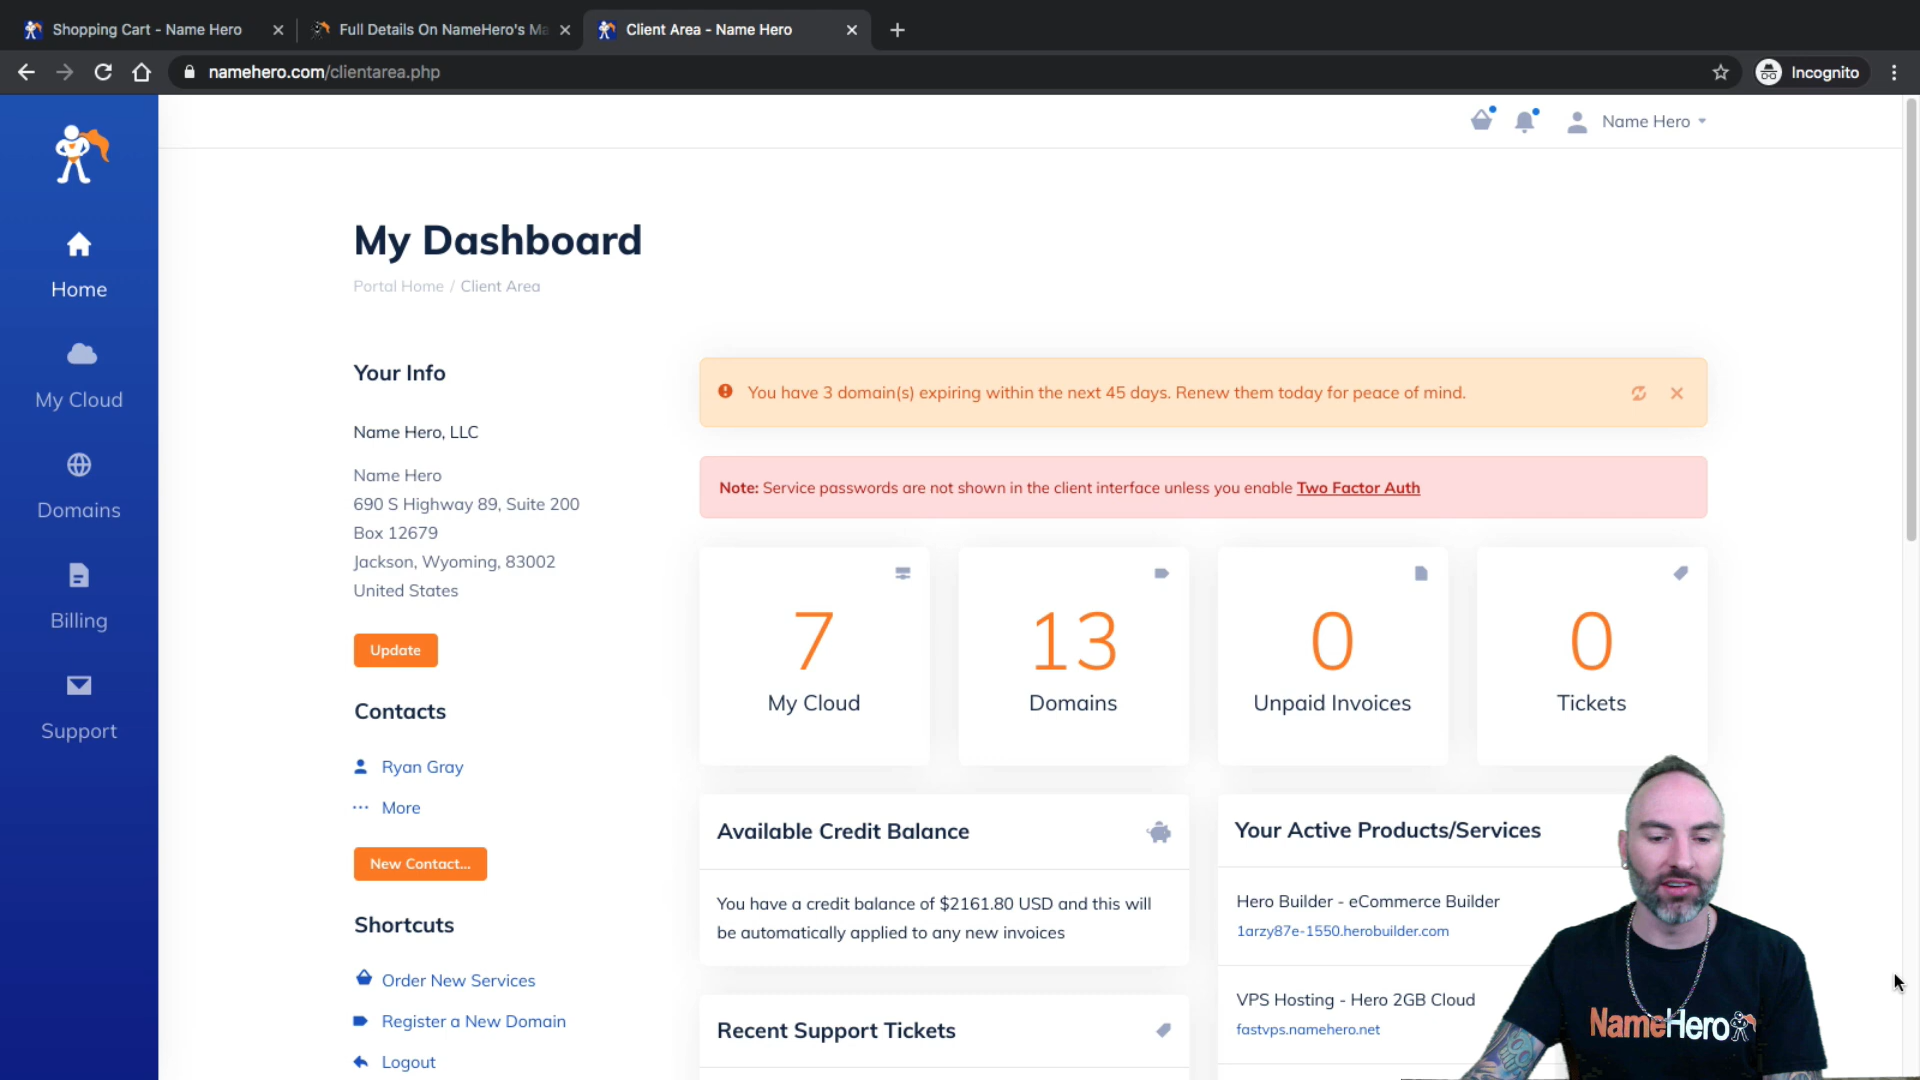 Shopping Cart - Name Hero
Full Details On NameHero's Ma
Client Area - Name Hero
namehero.com/clientarea.php
Incognito
Name Hero
Home
My Cloud
Domains
Billing
Support
My Dashboard
Portal Home / Client Area
Your Info
Name Hero, LLC
Name Hero
690 S Highway 89, Suite 200
Box 12679
Jackson, Wyoming, 83002
United States
Update
Contacts
Ryan Gray
More
New Contact...
Shortcuts
Order New Services
Register a New Domain
Logout
You have 3 domain(s) expiring within the next 45 days. Renew them today for peace of mind.
Note: Service passwords are not shown in the client interface unless you enable Two Factor Auth
7
My Cloud
13
Domains
0
Unpaid Invoices
0
Tickets
Available Credit Balance
You have a credit balance of $2161.80 USD and this will
be automatically applied to any new invoices
Recent Support Tickets
Your Active Products/Services
Hero Builder - eCommerce Builder
1arzy87e-1550.herobuilder.com
VPS Hosting - Hero 2GB Cloud
fastvps.namehero.net
NameHero